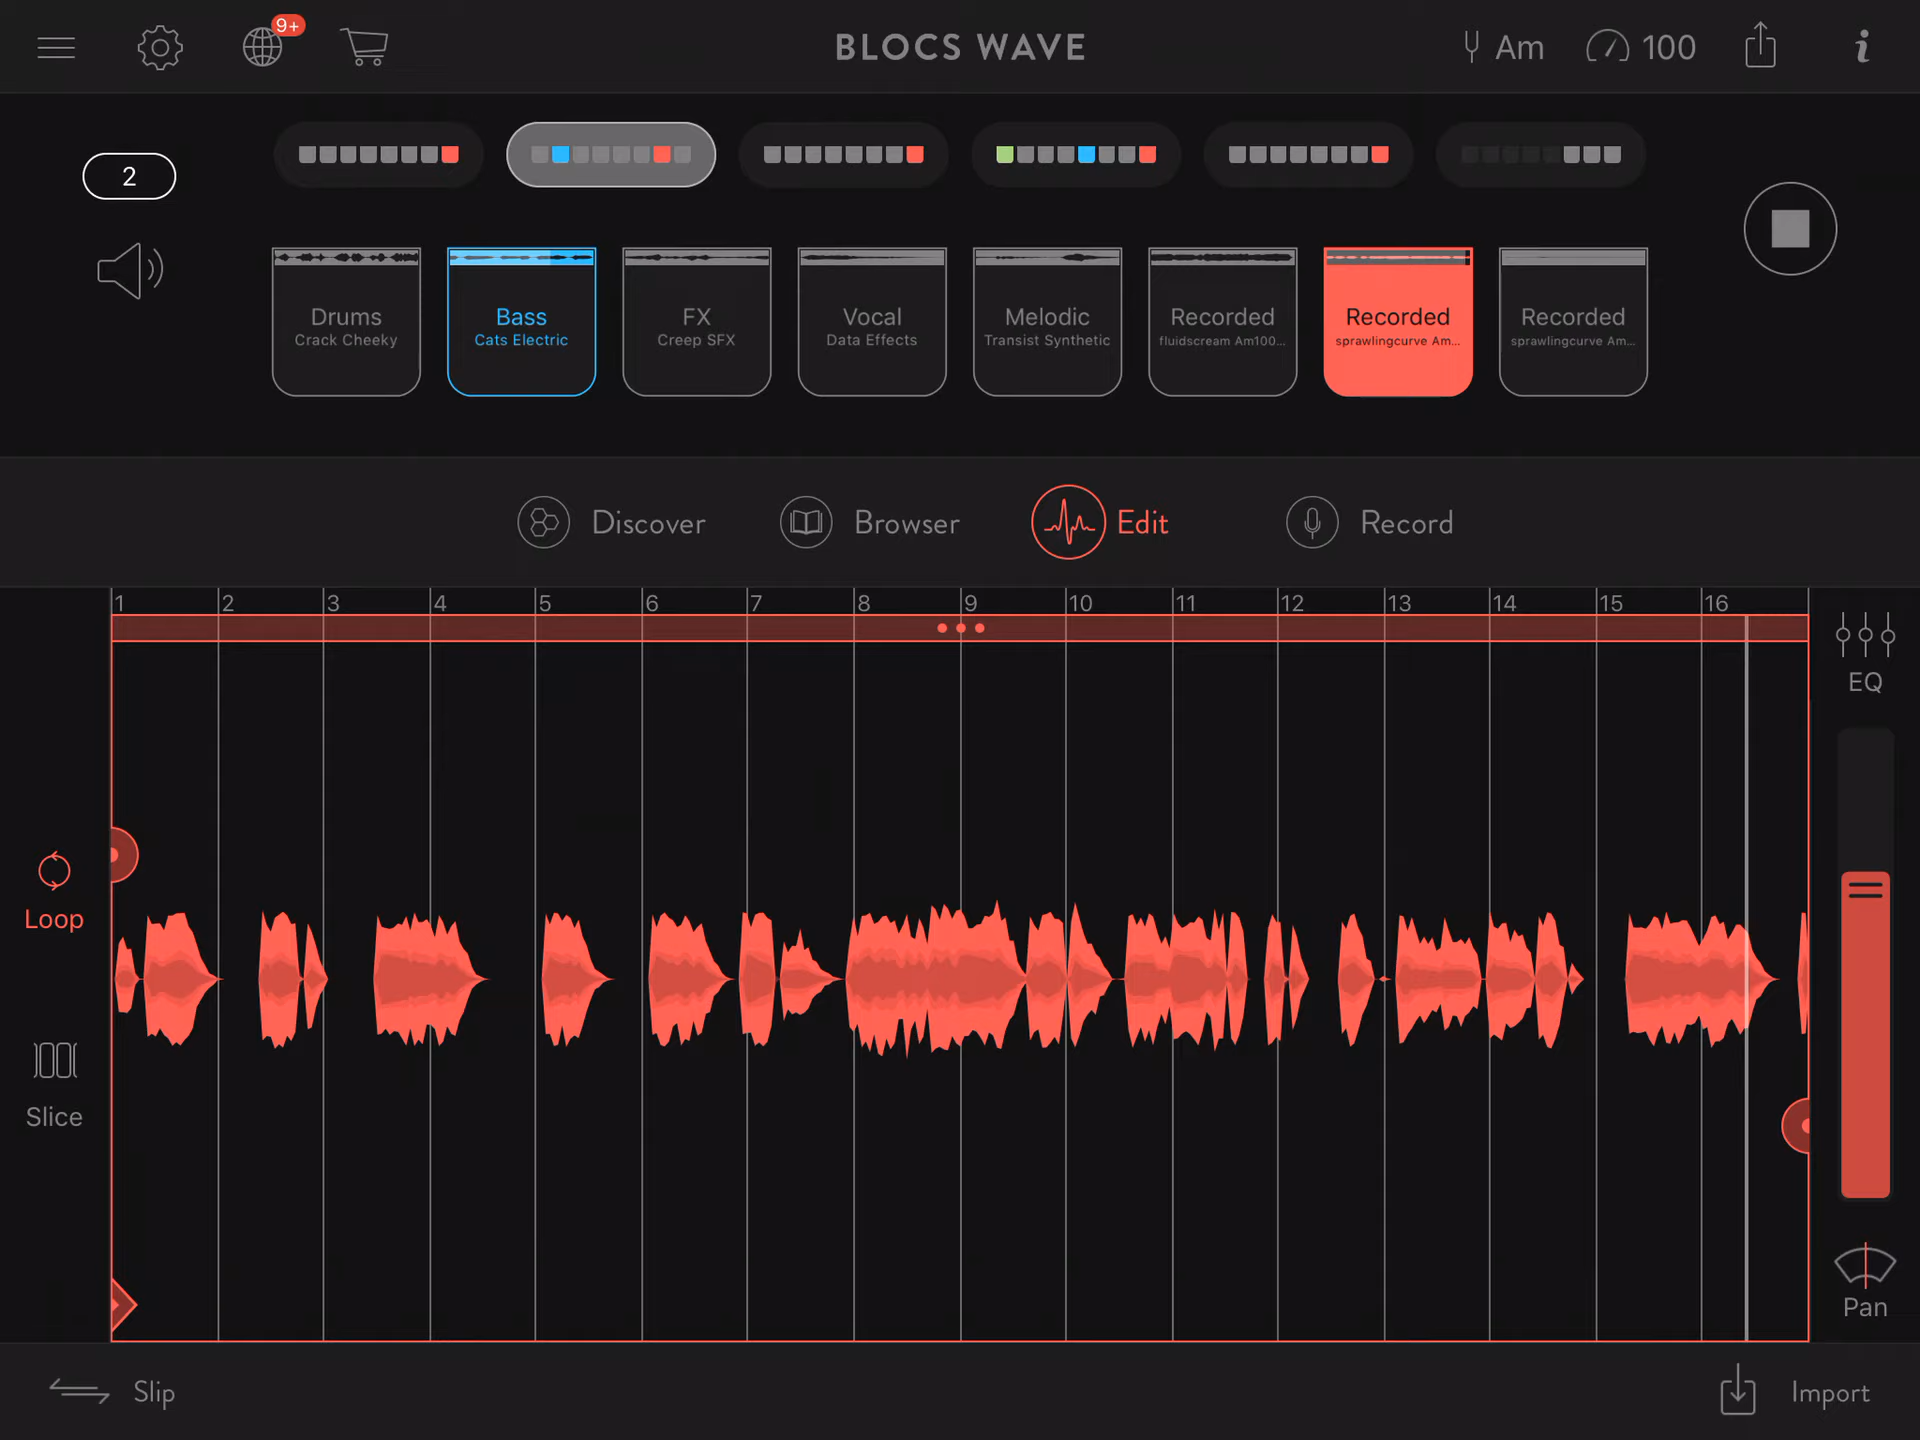 9+
BLOCS WAVE
Am
100
i
2
Drums
Crack Cheeky
Bass
Cats Electric
FX
Creep SFX
Vocal
Data Effects
Melodic
Transist Synthetic
Recorded
fluidscream Am100...
Recorded
sprawlingcurve Am...
Recorded
sprawlingcurve Am...
Discover
Browser
Edit
Record
1 2 3 4 5 6 7 8 9 10 11 12 13 14 15 16
EQ
Loop
Slice
Pan
Slip
Import